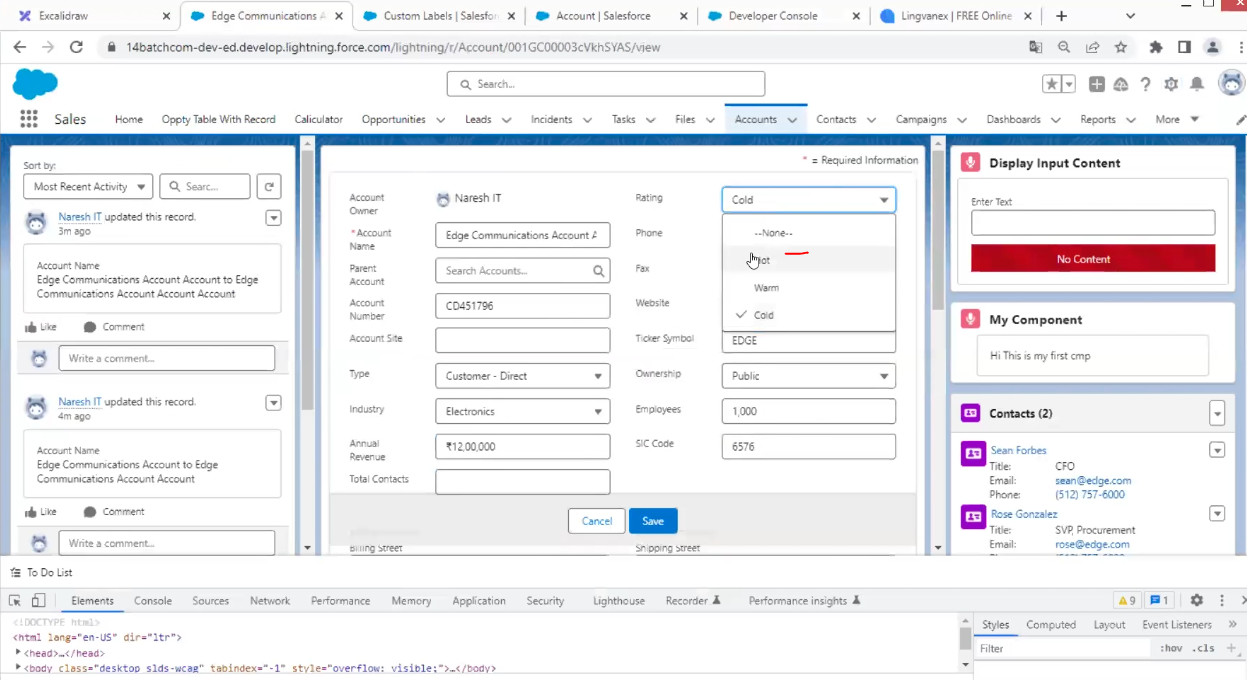 Excalidraw
Edge Communications A
Custom Labels | Salesfor
Account | Salesforce
Developer Console
Lingvanex | FREE Online
14batchcom-dev-ed.develop.lightning.force.com/lightning/r/Account/001GC00003cVkhSYAS/view
Search...
Sales
Home
Oppty Table With Record
Calculator
Opportunities
Leads
Incidents
Tasks
Files
Accounts
Contacts
Campaigns
Dashboards
Reports
More
Sort by:
Most Recent Activity
Searc...
Naresh IT updated this record.
3m ago
Account Name
Edge Communications Account to Edge
Communications Account Account Account
Like
Comment
Write a comment...
Naresh IT updated this record.
4m ago
Account Name
Edge Communications Account to Edge
Communications Account Account
Like
Comment
Write a comment...
* = Required Information
Account
Owner
Naresh IT
*Account
Name
Edge Communications Account A
Parent
Account
Search Accounts...
Account
Number
CD451796
Account Site
Type
Customer - Direct
Industry
Electronics
Annual
Revenue
₹12,00,000
Total Contacts
Rating
Cold
--None--
Warm
Cold
Phone
Fax
Website
Ticker Symbol
EDGE
Ownership
Public
Employees
1,000
SIC Code
6576
Cancel
Save
Billing Street
Shipping Street
Display Input Content
Enter Text
No Content
My Component
Hi This is my first cmp
Contacts (2)
Sean Forbes
Title: CFO
Email: sean@edge.com
Phone: (512) 757-6000
Rose Gonzalez
Title: SVP, Procurement
Email: rose@edge.com
To Do List
Elements
Console
Sources
Network
Performance
Memory
Application
Security
Lighthouse
Recorder
Performance insights
9
1
<!DOCTYPE html>
<html lang="en-US" dir="ltr">
<head>…</head>
<body class="desktop slds-wcag" tabindex="-1" style="overflow: visible;">…</body>
Styles
Computed
Layout
Event Listeners
Filter
:hov .cls